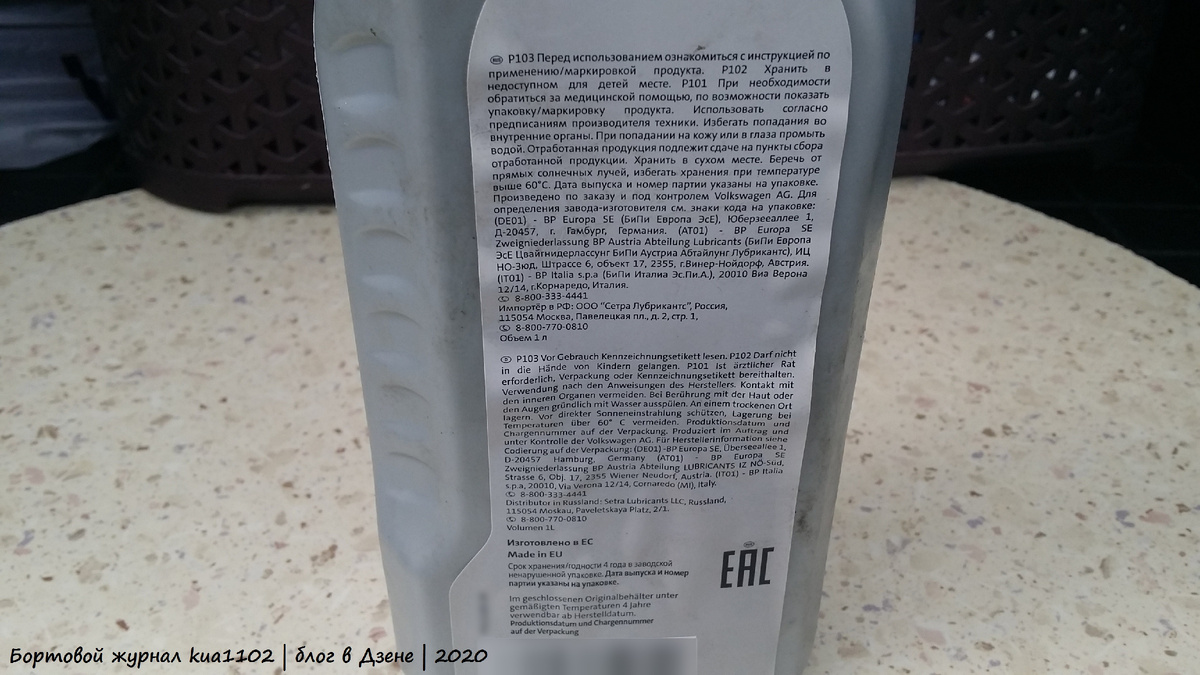 P103 Перед использованием ознакомиться с инструкцией по
применению/маркировкой продукта. P102 Хранить в
недоступном для детей месте. P101 При необходимости
обратиться за медицинской помощью, по возможности показать
упаковку/маркировку продукта. Использовать согласно
предписаниям производителя техники. Избегать попадания во
внутренние органы. При попадании на кожу или в глаза промыть
водой. Отработанная продукция подлежит сдаче на пункты сбора
отработанной продукции. Хранить в сухом месте. Беречь от
прямых солнечных лучей, избегать хранения при температуре
выше 60°С. Дата выпуска и номер партии указаны на упаковке.
Произведено по заказу и под контролем Volkswagen AG. Для
определения завода-изготовителя см. знаки кода на упаковке:
(DE01) - BP Europa SE (БиПи Европа ЭсЕ), Юберзееаллее 1,
Д-20457, г. Гамбург, Германия. (AT01) - BP Europa SE
Zweigniederlassung BP Austria Abteilung Lubricants (БиПи Европа
ЭсЕ Цвайгнидерлассунг БиПи Аустриа Абтайлунг Лубрикантс), ИЦ
НО-Зюд, Штрассе 6, объект 17, 2355, г.Винер-Нойдорф, Австрия.
(IT01) - BP Italia s.p.a (БиПи Италиа Эс.Пи.А.), 20010 Виа Верона
12/14, г.Корнаредо, Италия.
8-800-333-4441
Импортёр в РФ: ООО "Сетра Лубрикантс", Россия,
115054 Москва, Павелецкая пл., д. 2, стр. 1,
8-800-770-0810
Объем 1 л
P103 Vor Gebrauch Kennzeichnungsetikett lesen. P102 Darf nicht
in die Hände von Kindern gelangen. P101 Ist ärztlicher Rat
erforderlich, Verpackung oder Kennzeichnungsetikett bereithalten.
Verwendung nach den Anweisungen des Herstellers. Kontakt mit
den inneren Organen vermeiden. Bei Berührung mit der Haut oder
den Augen gründlich mit Wasser ausspülen. An einem trockenen Ort
lagern. Vor direkter Sonneneinstrahlung schützen, Lagerung bei
Temperaturen über 60° C vermeiden. Produktionsdatum und
Chargennummer auf der Verpackung. Produziert im Auftrag und
unter Kontrolle der Volkswagen AG. Für Herstellerinformation siehe
Codierung auf der Verpackung: (DE01) -BP Europa SE, Überseeallee 1,
D-20457 Hamburg, Germany (AT01) - BP Europa SE
Zweigniederlassung BP Austria Abteilung LUBRICANTS IZ NÖ-Süd,
Strasse 6, Obj. 17, 2355 Wiener Neudorf, Austria. (IT01) - BP Italia
s.p.a, 20010, Via Verona 12/14, Cornaredo (MI), Italy.
8-800-333-4441
Distributor in Russland: Setra Lubricants LLC, Russland,
115054 Moskau, Paveletskaya Platz, 2/1.
8-800-770-0810
Volumen 1L
Изготовлено в ЕС
Made in EU
Срок хранения/годности 4 года в заводской
ненарушенной упаковке. Дата выпуска и номер
партии указаны на упаковке.
EAC
Im geschlossenen Originalbehälter unter
gemäßigten Temperaturen 4 Jahre
verwendbar ab Herstelldatum.
Produktionsdatum und Chargennummer
auf der Verpackung
Бортовой журнал kua1102 | блог в Дзене | 2020